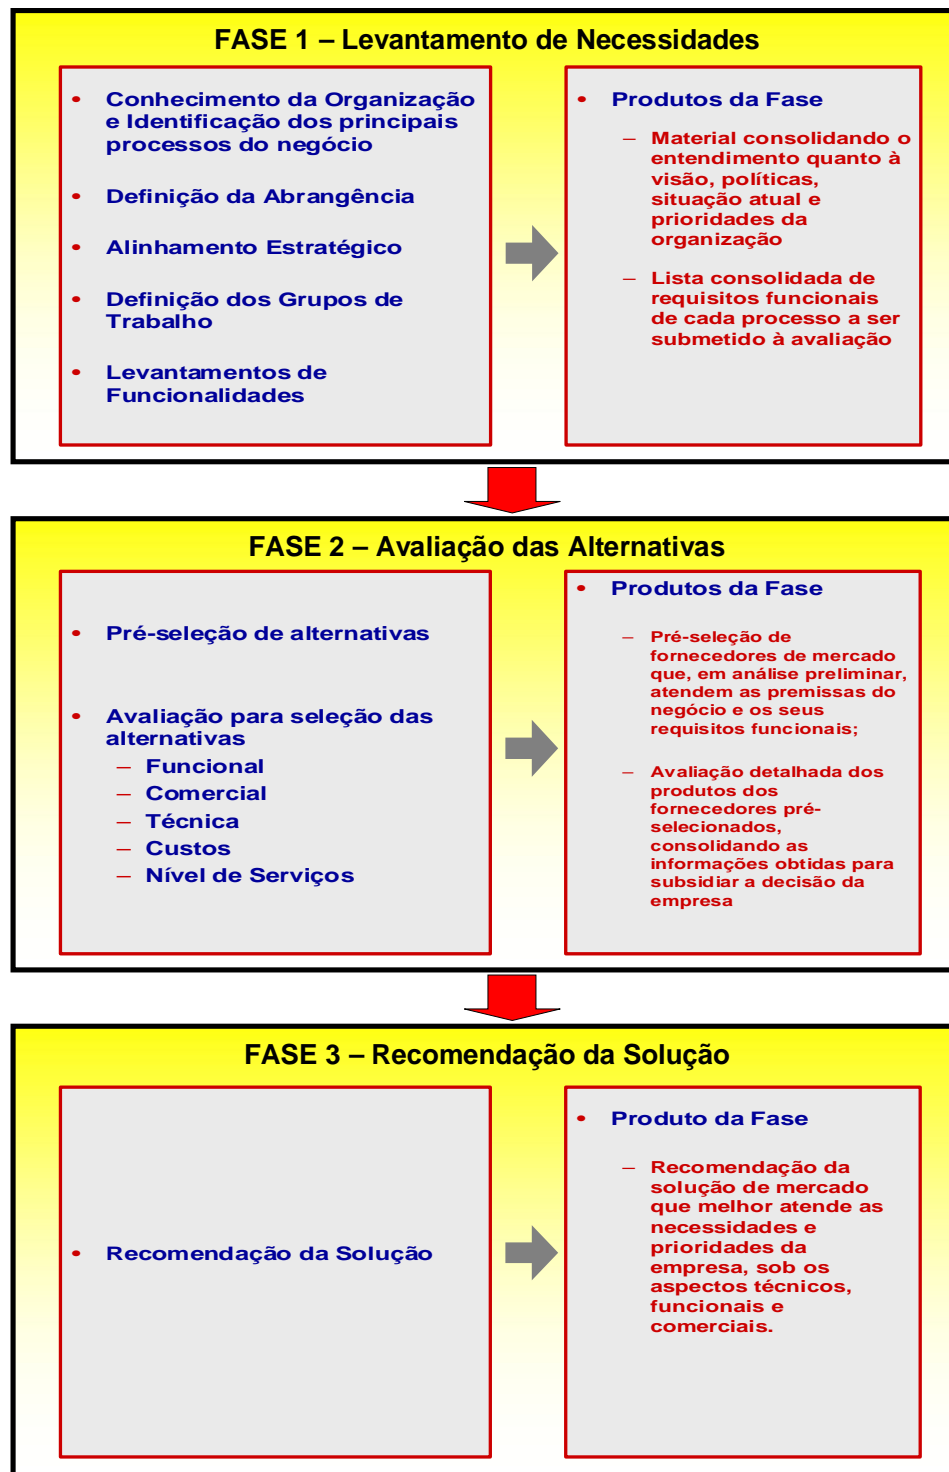 FASE 1 – Levantamento de Necessidades
• Conhecimento da Organização
e Identificação dos principais
processos do negócio
• Definição da Abrangência
• Alinhamento Estratégico
• Definição dos Grupos de
Trabalho
• Levantamentos de
Funcionalidades
• Produtos da Fase
– Material consolidando o
entendimento quanto à
visão, políticas,
situação atual e
prioridades da
organização
– Lista consolidada de
requisitos funcionais
de cada processo a ser
submetido à avaliação
FASE 2 – Avaliação das Alternativas
• Pré-seleção de alternativas
• Avaliação para seleção das
alternativas
– Funcional
– Comercial
– Técnica
– Custos
– Nível de Serviços
• Produtos da Fase
– Pré-seleção de
fornecedores de mercado
que, em análise preliminar,
atendem as premissas do
negócio e os seus
requisitos funcionais;
– Avaliação detalhada dos
produtos dos
fornecedores pré-
selecionados,
consolidando as
informações obtidas para
subsidiar a decisão da
empresa
FASE 3 – Recomendação da Solução
• Recomendação da Solução
• Produto da Fase
– Recomendação da
solução de mercado
que melhor atende as
necessidades e
prioridades da
empresa, sob os
aspectos técnicos,
funcionais e
comerciais.